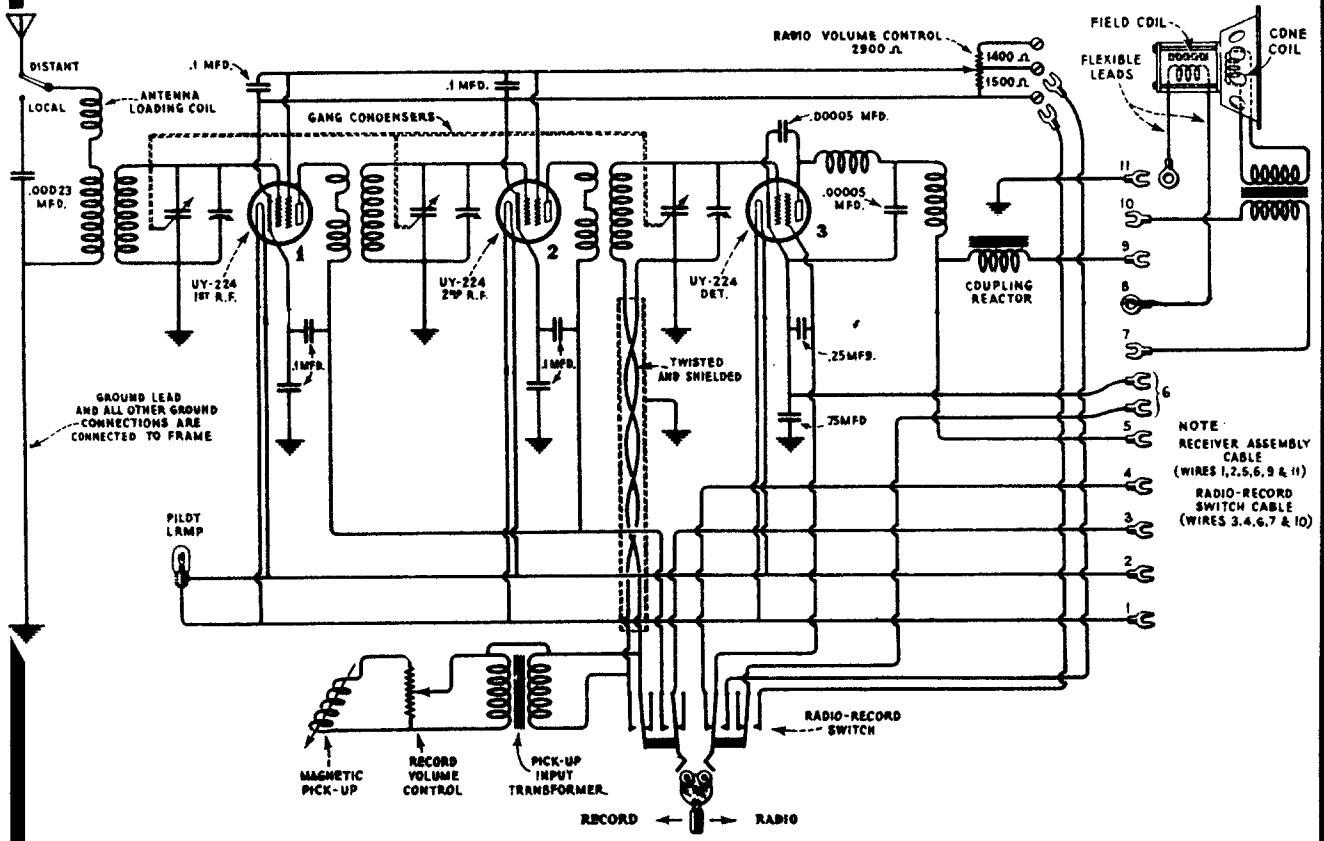 DISTANT
LOCAL
.00023
MFD.
ANTENNA
LOADING COIL
.1 MFD.
GANG CONDENSERS
.1 MFD.
RADIO VOLUME CONTROL
2900 Ω
1400 Ω
1500 Ω
FIELD COIL
CONE
COIL
FLEXIBLE
LEADS
.00005 MFD.
.00005
MFD.
1
UY-224
1ST R.F.
2
UY-224
2ND R.F.
3
UY-224
DET.
.1 MFD.
.1 MFD.
TWISTED
AND SHIELDED
.25 MFD.
.75 MFD
COUPLING
REACTOR
11
10
9
8
7
6
5
4
3
2
1
NOTE
RECEIVER ASSEMBLY
CABLE
(WIRES 1,2,5,6,9 & 11)
RADIO-RECORD
SWITCH CABLE
(WIRES 3,4,6,7 & 10)
GROUND LEAD
AND ALL OTHER GROUND
CONNECTIONS ARE
CONNECTED TO FRAME
PILOT
LAMP
MAGNETIC
PICK-UP
RECORD
VOLUME
CONTROL
PICK-UP
INPUT
TRANSFORMER
RADIO-RECORD
SWITCH
RECORD
RADIO